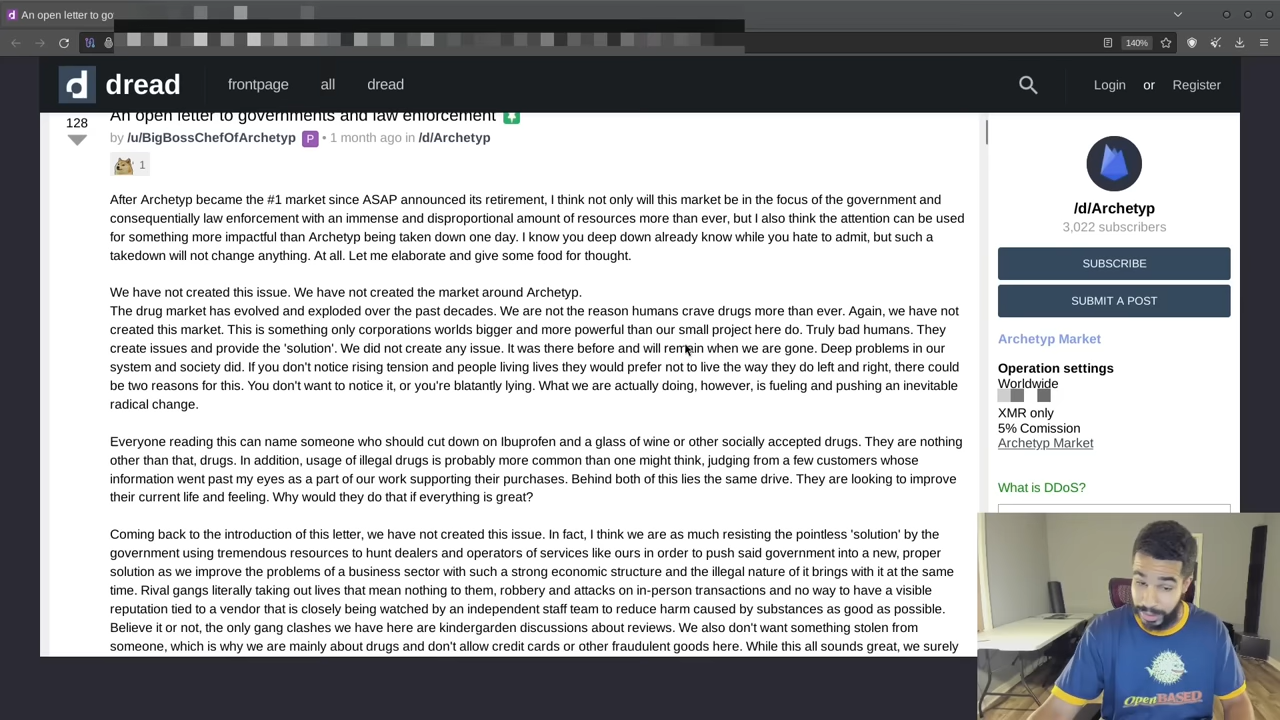 An open letter to go
140%
dread
frontpage
all
dread
Login or Register
128
An open letter to governments and law enforcement
by /u/BigBossChefOfArchetyp P • 1 month ago in /d/Archetyp
1
After Archetyp became the #1 market since ASAP announced its retirement, I think not only will this market be in the focus of the government and
consequentially law enforcement with an immense and disproportional amount of resources more than ever, but I also think the attention can be used
for something more impactful than Archetyp being taken down one day. I know you deep down already know while you hate to admit, but such a
takedown will not change anything. At all. Let me elaborate and give some food for thought.
We have not created this issue. We have not created the market around Archetyp.
The drug market has evolved and exploded over the past decades. We are not the reason humans crave drugs more than ever. Again, we have not
created this market. This is something only corporations worlds bigger and more powerful than our small project here do. Truly bad humans. They
create issues and provide the 'solution'. We did not create any issue. It was there before and will remain when we are gone. Deep problems in our
system and society did. If you don't notice rising tension and people living lives they would prefer not to live the way they do left and right, there could
be two reasons for this. You don't want to notice it, or you're blatantly lying. What we are actually doing, however, is fueling and pushing an inevitable
radical change.
Everyone reading this can name someone who should cut down on Ibuprofen and a glass of wine or other socially accepted drugs. They are nothing
other than that, drugs. In addition, usage of illegal drugs is probably more common than one might think, judging from a few customers whose
information went past my eyes as a part of our work supporting their purchases. Behind both of this lies the same drive. They are looking to improve
their current life and feeling. Why would they do that if everything is great?
Coming back to the introduction of this letter, we have not created this issue. In fact, I think we are as much resisting the pointless 'solution' by the
government using tremendous resources to hunt dealers and operators of services like ours in order to push said government into a new, proper
solution as we improve the problems of a business sector with such a strong economic structure and the illegal nature of it brings with it at the same
time. Rival gangs literally taking out lives that mean nothing to them, robbery and attacks on in-person transactions and no way to have a visible
reputation tied to a vendor that is closely being watched by an independent staff team to reduce harm caused by substances as good as possible.
Believe it or not, the only gang clashes we have here are kindergarden discussions about reviews. We also don't want something stolen from
someone, which is why we are mainly about drugs and don't allow credit cards or other fraudulent goods here. While this all sounds great, we surely
/d/Archetyp
3,022 subscribers
SUBSCRIBE
SUBMIT A POST
Archetyp Market
Operation settings
Worldwide
XMR only
5% Comission
Archetyp Market
What is DDoS?
OpenBASED